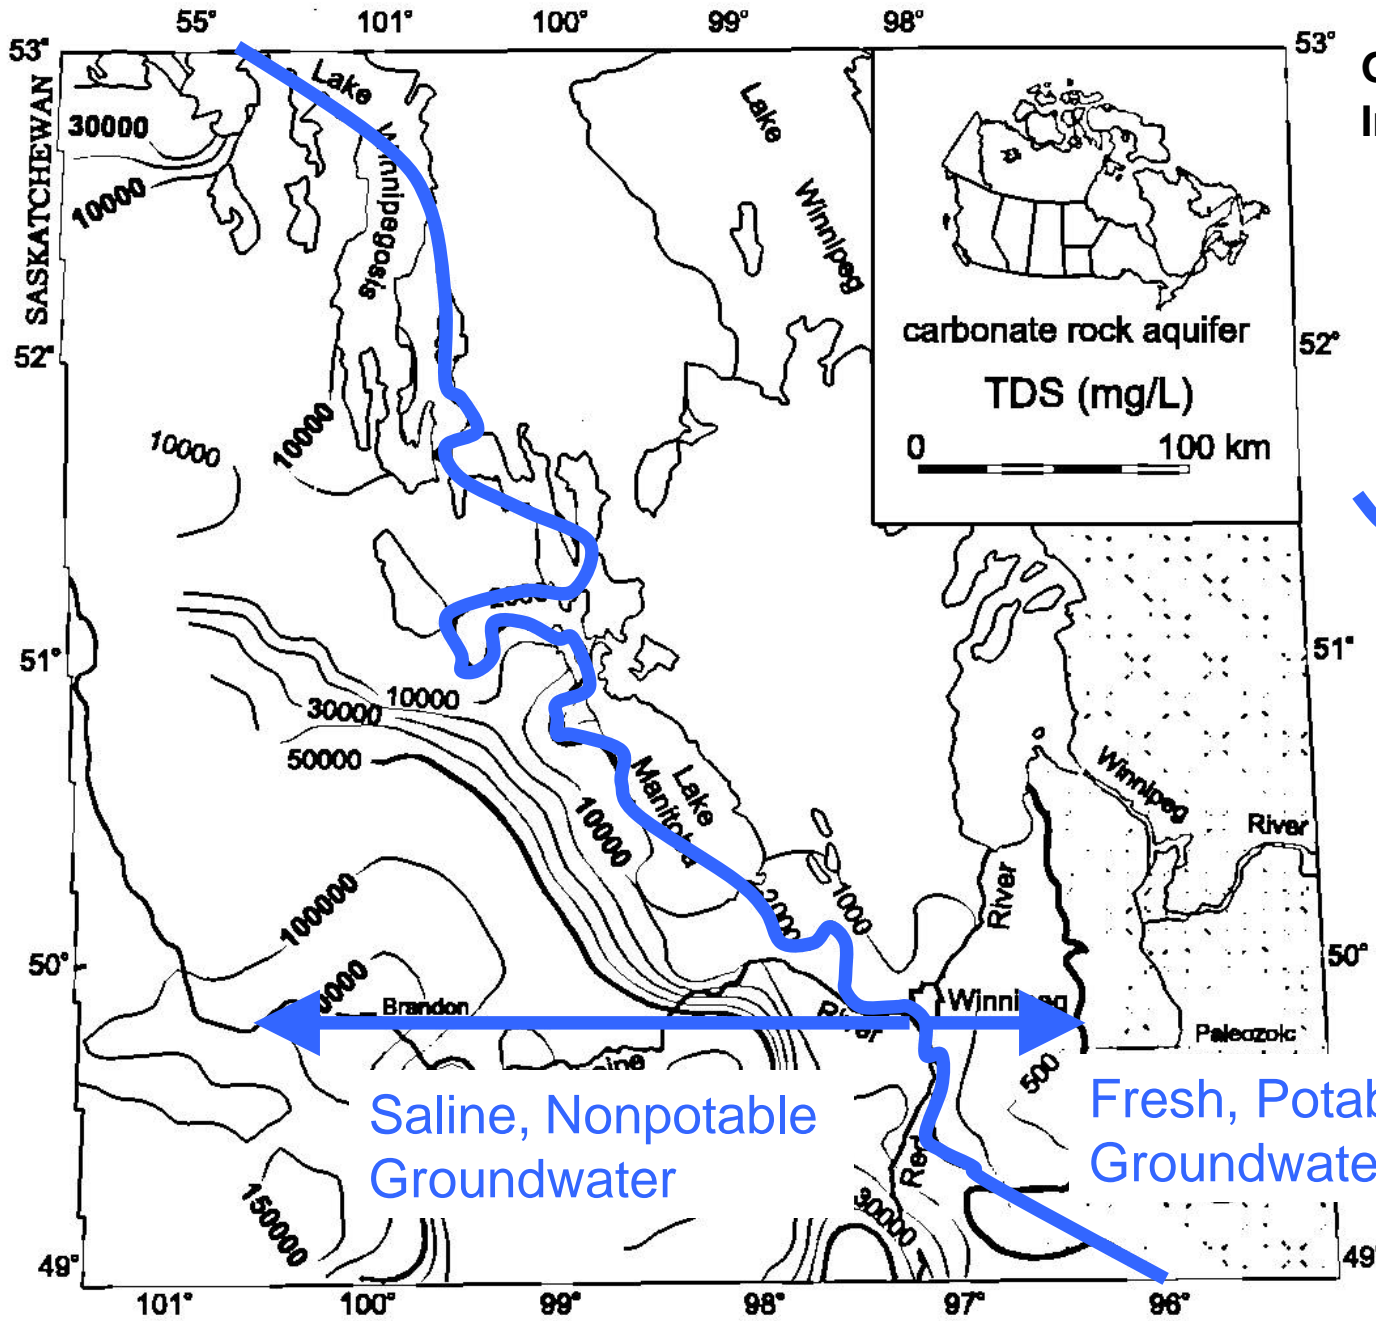 55° 101° 100° 99° 98°
53° 53°
SASKATCHEWAN
30000
10000
Lake
Winnipegosis
Lake
Winnipeg
carbonate rock aquifer
TDS (mg/L)
0 100 km
52° 52°
10000
10000
51° 51°
10000
30000
50000
10000
Lake
Manitoba
Winnipeg
River
River
2000
1000
100000
50° 50°
Brandon
River
Winnipeg
Paleozoic
500
Saline, Nonpotable
Groundwater
Fresh, Potab
Groundwate
Red
150000
30000
49° 49°
101° 100° 99° 98° 97° 96°